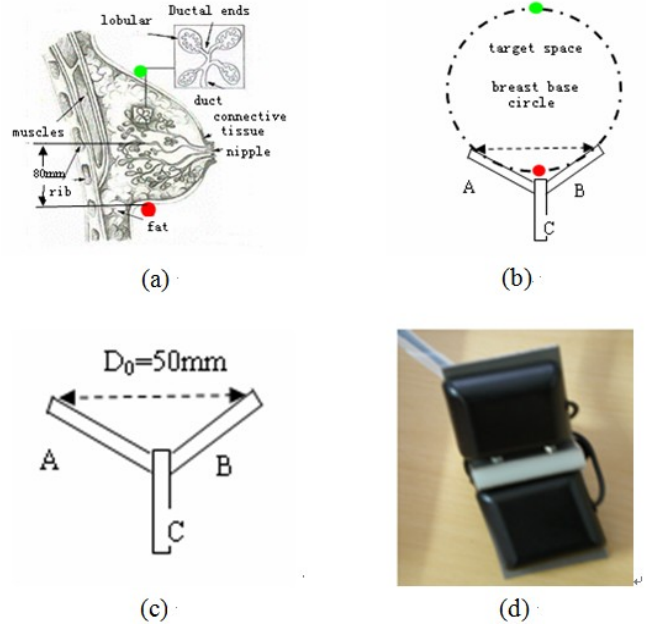 lobular
Ductal ends
duct
connective
tissue
nipple
muscles
80mm
rib
fat
(a)
target space
breast base
circle
A
B
C
(b)
D₀=50mm
A
B
C
(c)
(d)